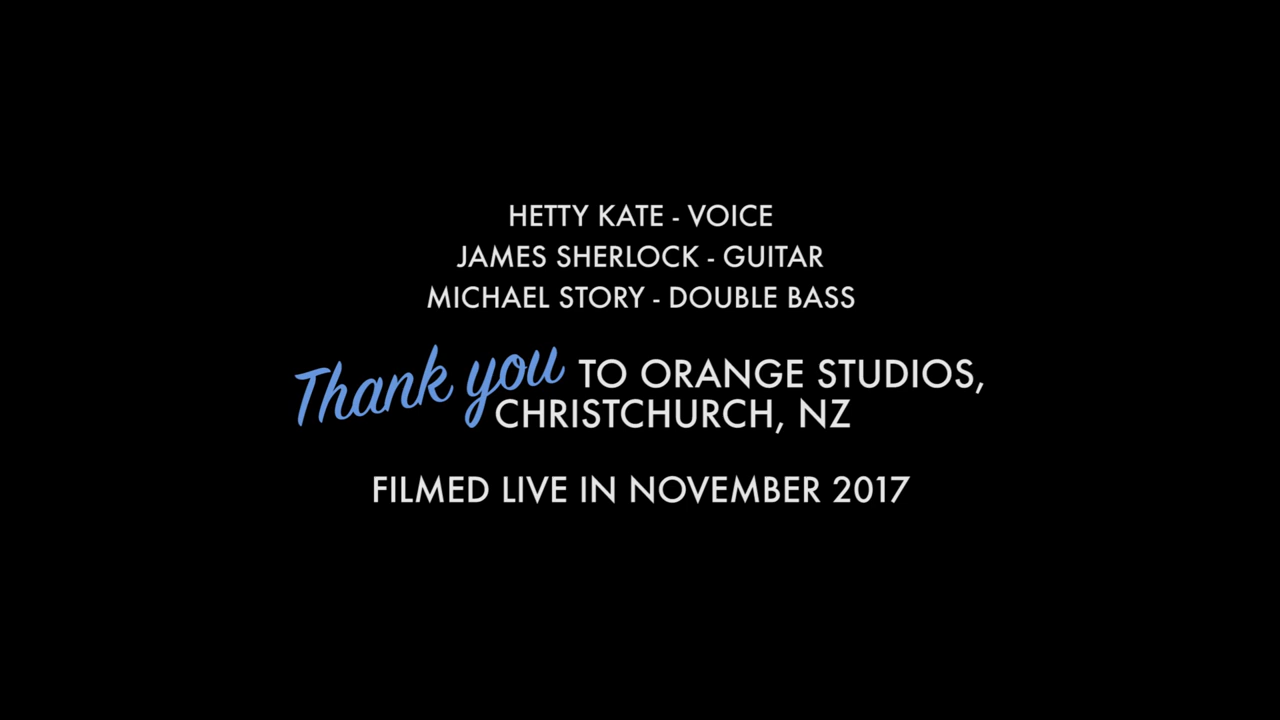 HETTY KATE - VOICE
JAMES SHERLOCK - GUITAR
MICHAEL STORY - DOUBLE BASS
Thank you TO ORANGE STUDIOS,
CHRISTCHURCH, NZ
FILMED LIVE IN NOVEMBER 2017